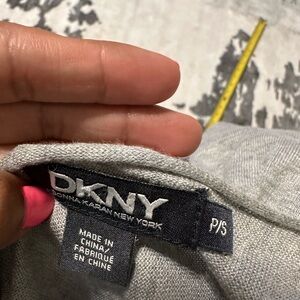 DKNY
DONNA KARAN NEW YORK
P/S
MADE IN
CHINA/
FABRIQUÉ
EN CHINE